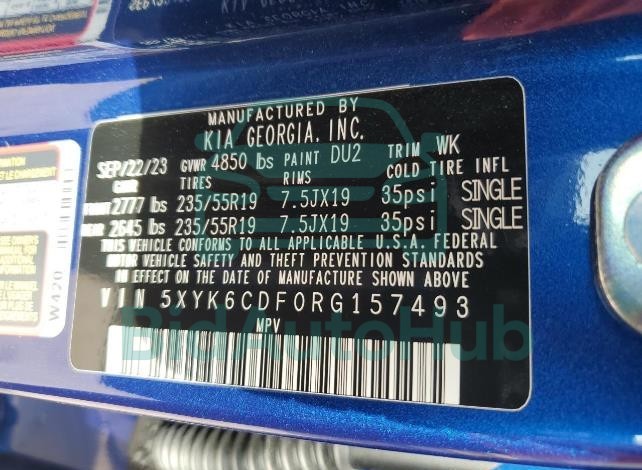 MANUFACTURED BY
KIA GEORGIA, INC.
SEP/22/23 GVWR 4850 lbs PAINT DU2 TRIM WK
GWR TIRES RIMS COLD TIRE INFL
FRONT 2777 lbs 235/55R19 7.5JX19 35psi SINGLE
REAR 2645 lbs 235/55R19 7.5JX19 35psi SINGLE
THIS VEHICLE CONFORMS TO ALL APPLICABLE U.S.A. FEDERAL
MOTOR VEHICLE SAFETY AND THEFT PREVENTION STANDARDS
IN EFFECT ON THE DATE OF MANUFACTURE SHOWN ABOVE
VIN 5XYK6CDF0RG157493
MPV
BidAutoHub
W420